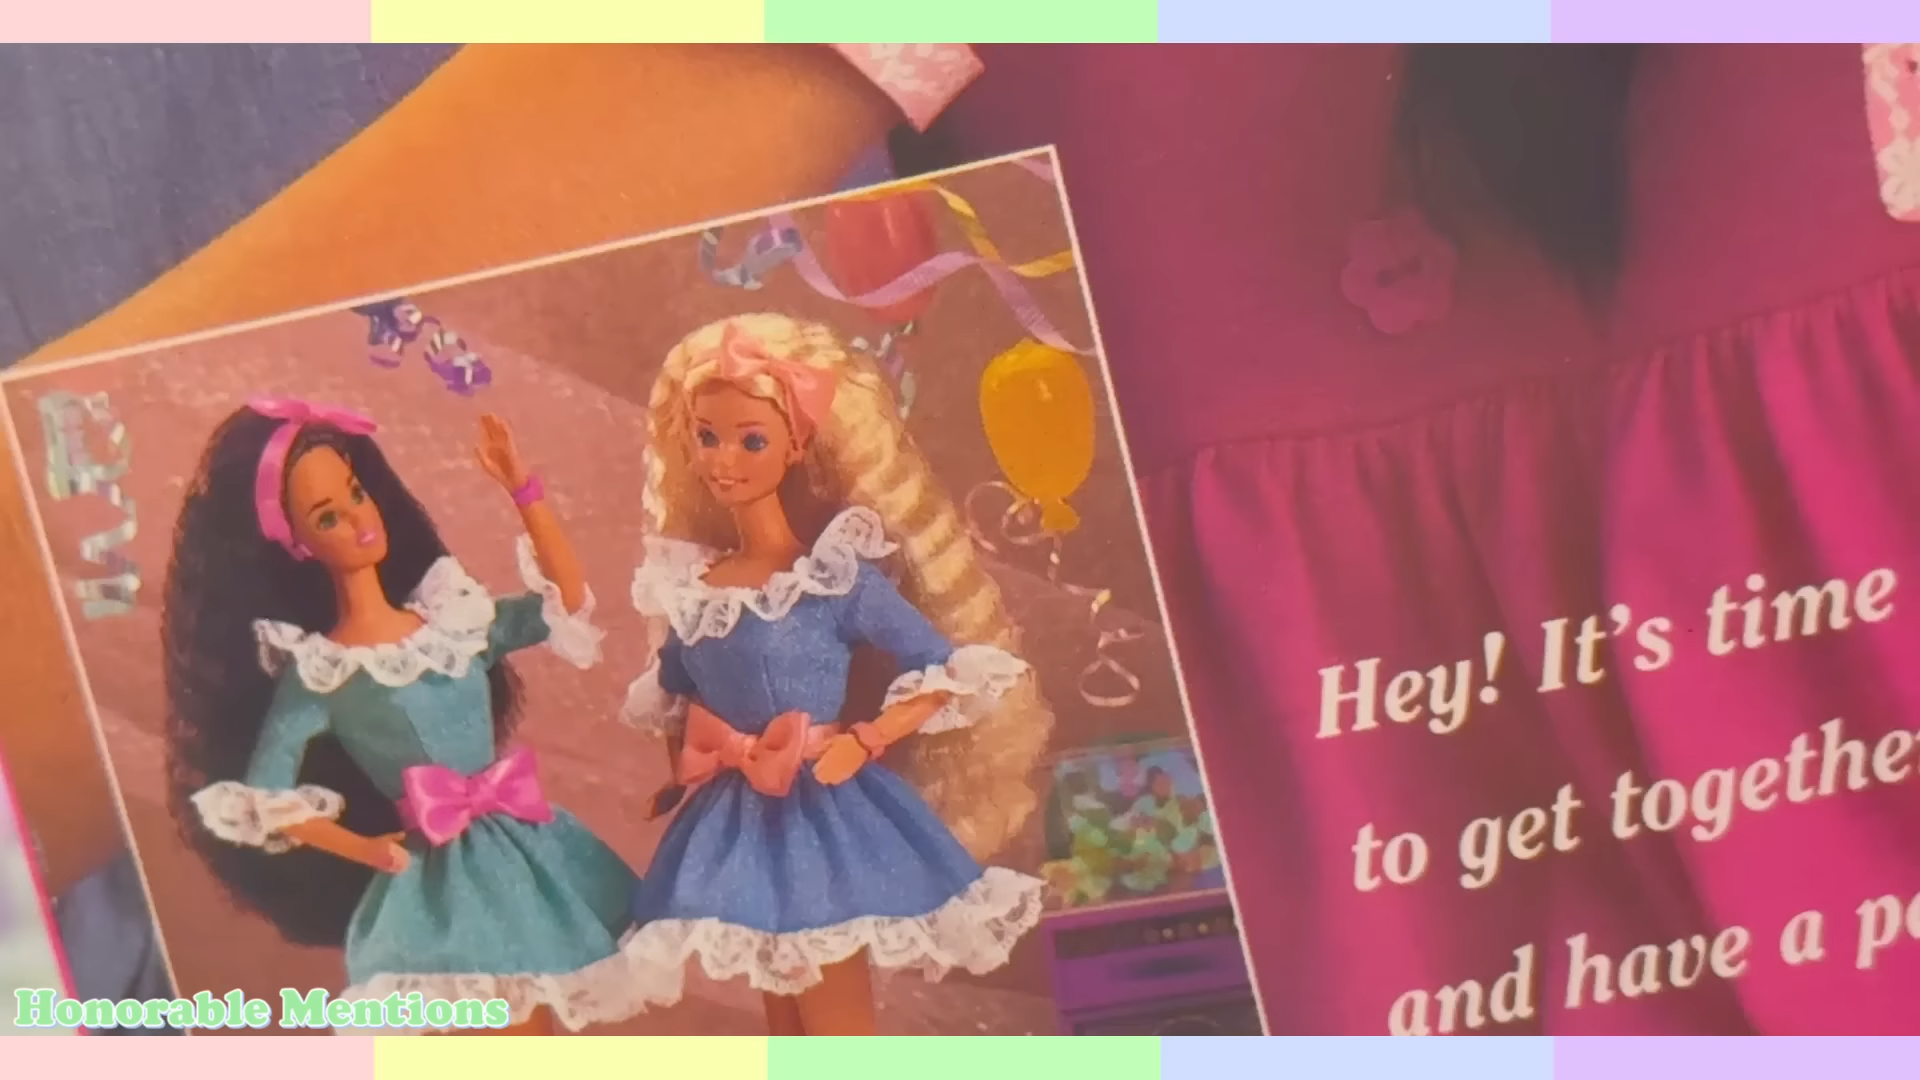 Hey! It's time
to get together
and have a
Honorable Mentions